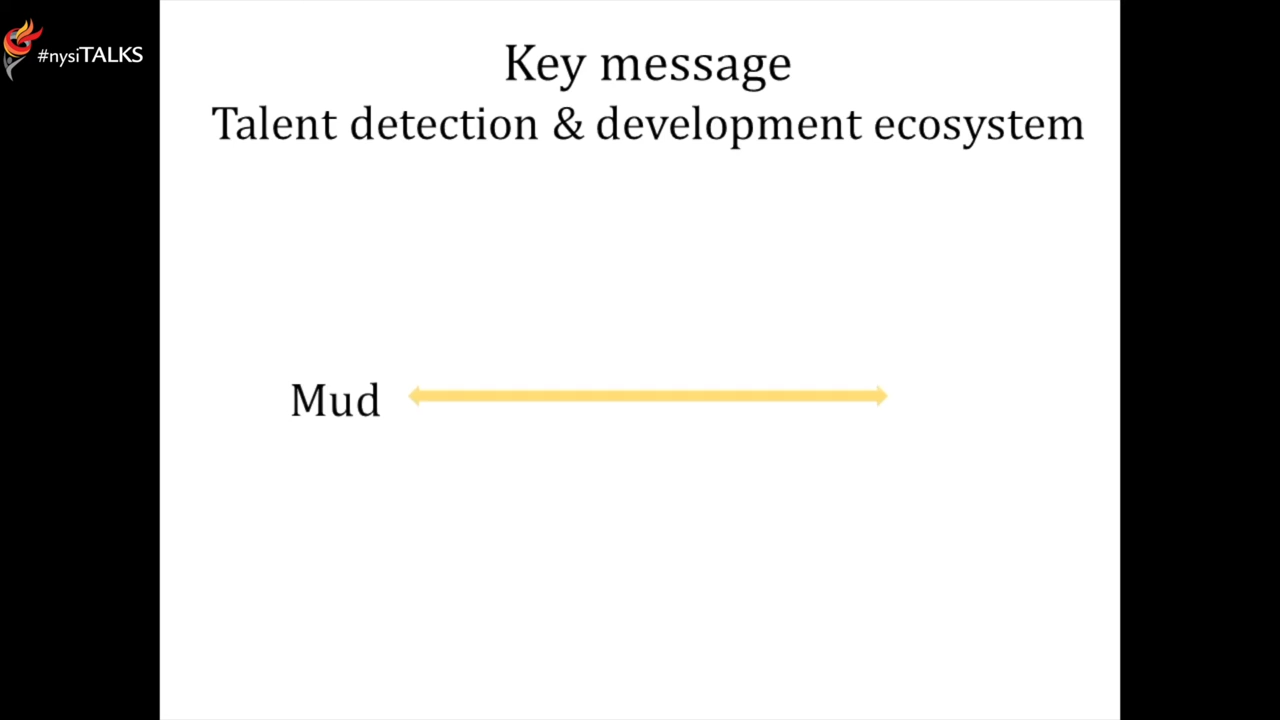 #nysiTALKS
Key message
Talent detection & development ecosystem
Mud